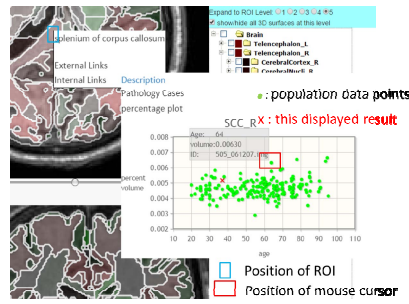 Expand to ROI Level 1 2 3 4 5
show/hide all 3D surfaces at this level
Brain
Telencephalon_L
Telencephalon_R
CerebralCortex_R
CerebralNucli_R
splenium of corpus callosum
External Links
Internal Links
Description
Pathology Cases
percentage plot
: population data points
x : this displayed result
SCC_R
Age: 64
volume:0.00630
ID: 505_061207.img
percent
volume
0.008
0.007
0.006
0.005
0.004
0.003
0.002
10 20 30 40 50 60 70 80 90 100 110 120
age
Position of ROI
Position of mouse cursor